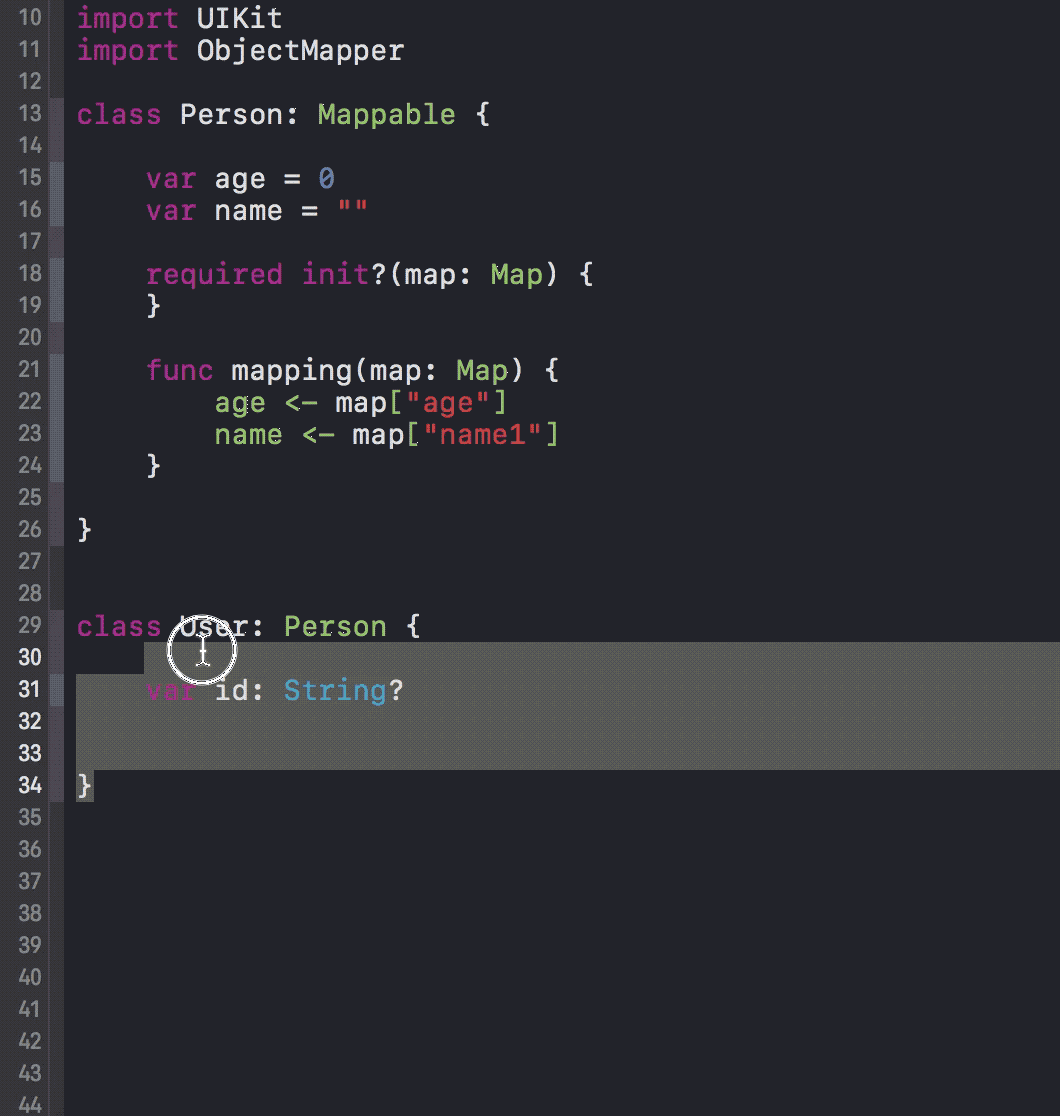 10 import UIKit
11 import ObjectMapper
12
13 class Person: Mappable {
14
15     var age = 0
16     var name = ""
17
18     required init?(map: Map) {
19     }
20
21     func mapping(map: Map) {
22         age <- map["age"]
23         name <- map["name1"]
24     }
25
26 }
27
28
29 class User: Person {
30
31     var id: String?
32
33
34 }
35
36
37
38
39
40
41
42
43
44